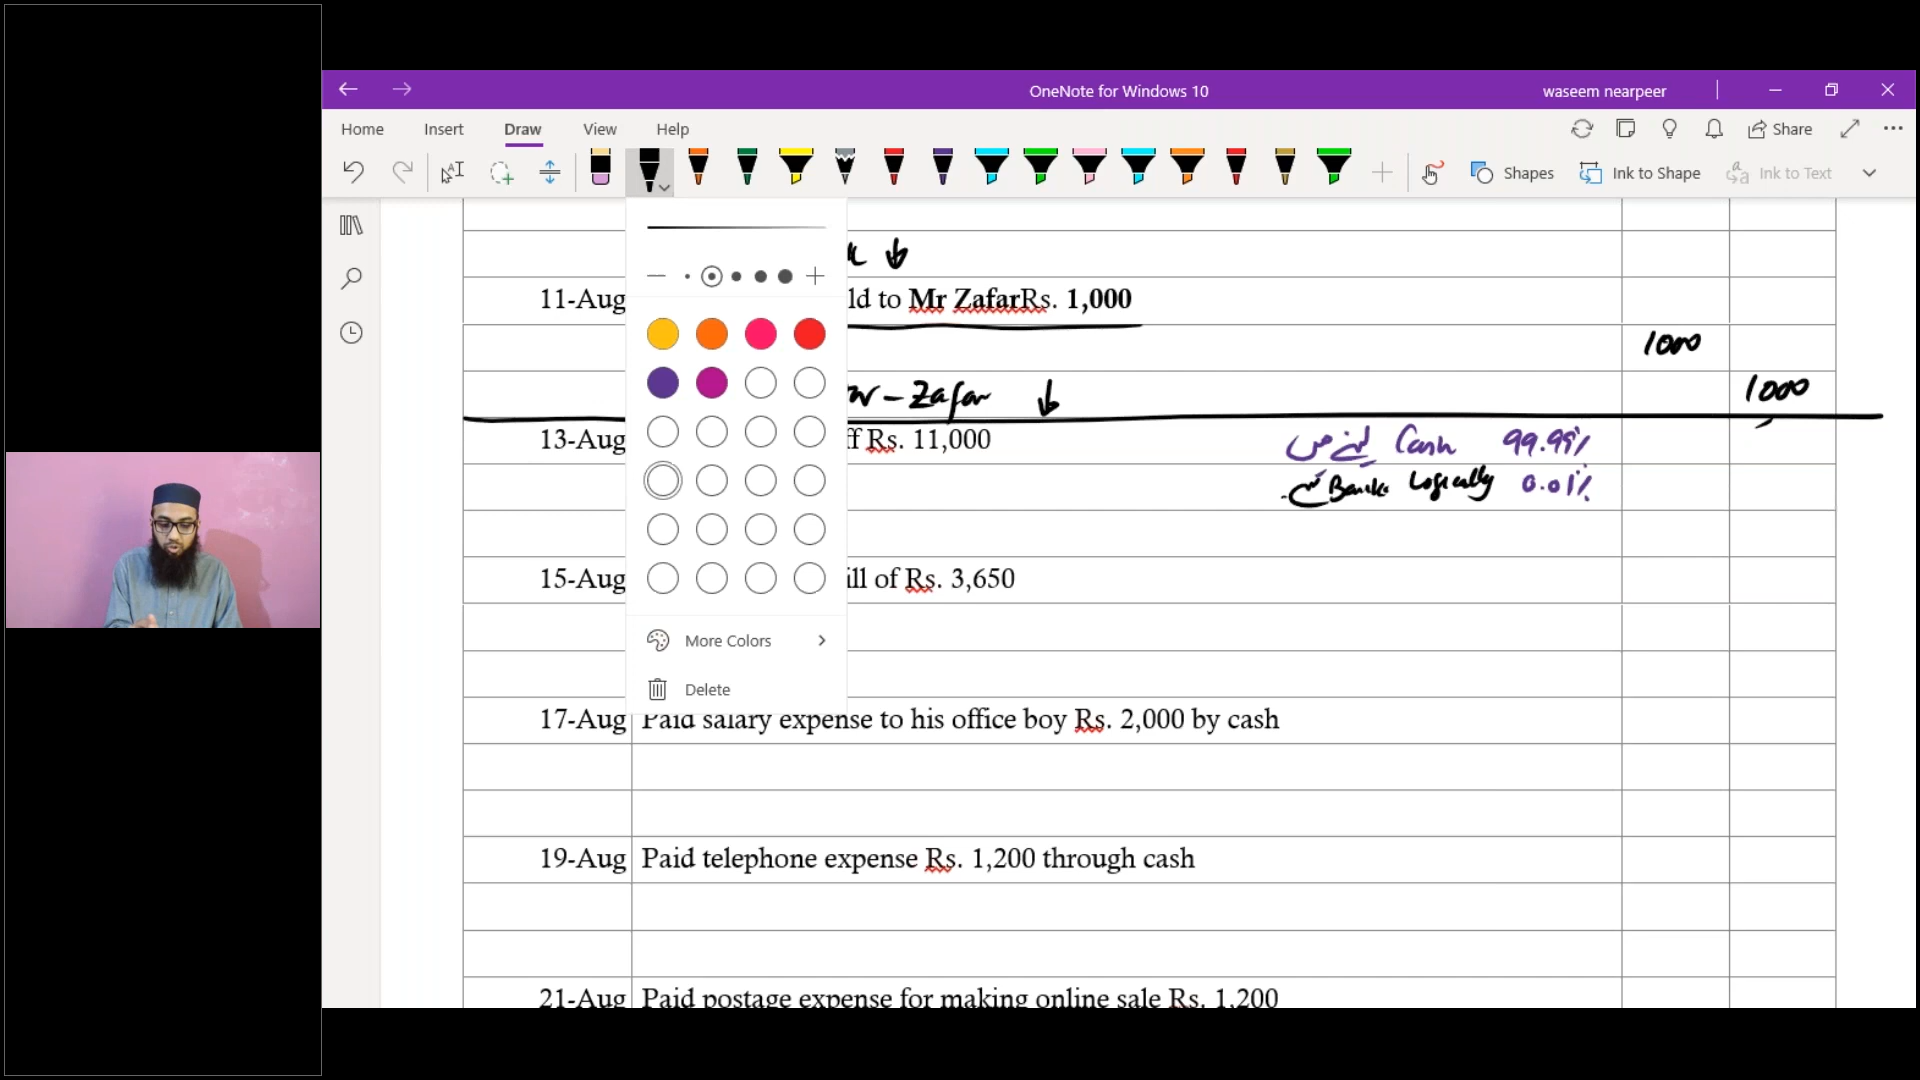 OneNote for Windows 10
waseem nearpeer
Home Insert Draw View Help
Share
Shapes Ink to Shape Ink to Text
11-Aug ld to Mr ZafarRs. 1,000
1000
or - Zafar
1000
13-Aug ff Rs. 11,000
Cash 99.99%
Bank Logically 0.01%
15-Aug ill of Rs. 3,650
More Colors
Delete
17-Aug Paid salary expense to his office boy Rs. 2,000 by cash
19-Aug Paid telephone expense Rs. 1,200 through cash
21-Aug Paid postage expense for making online sale Rs. 1,200